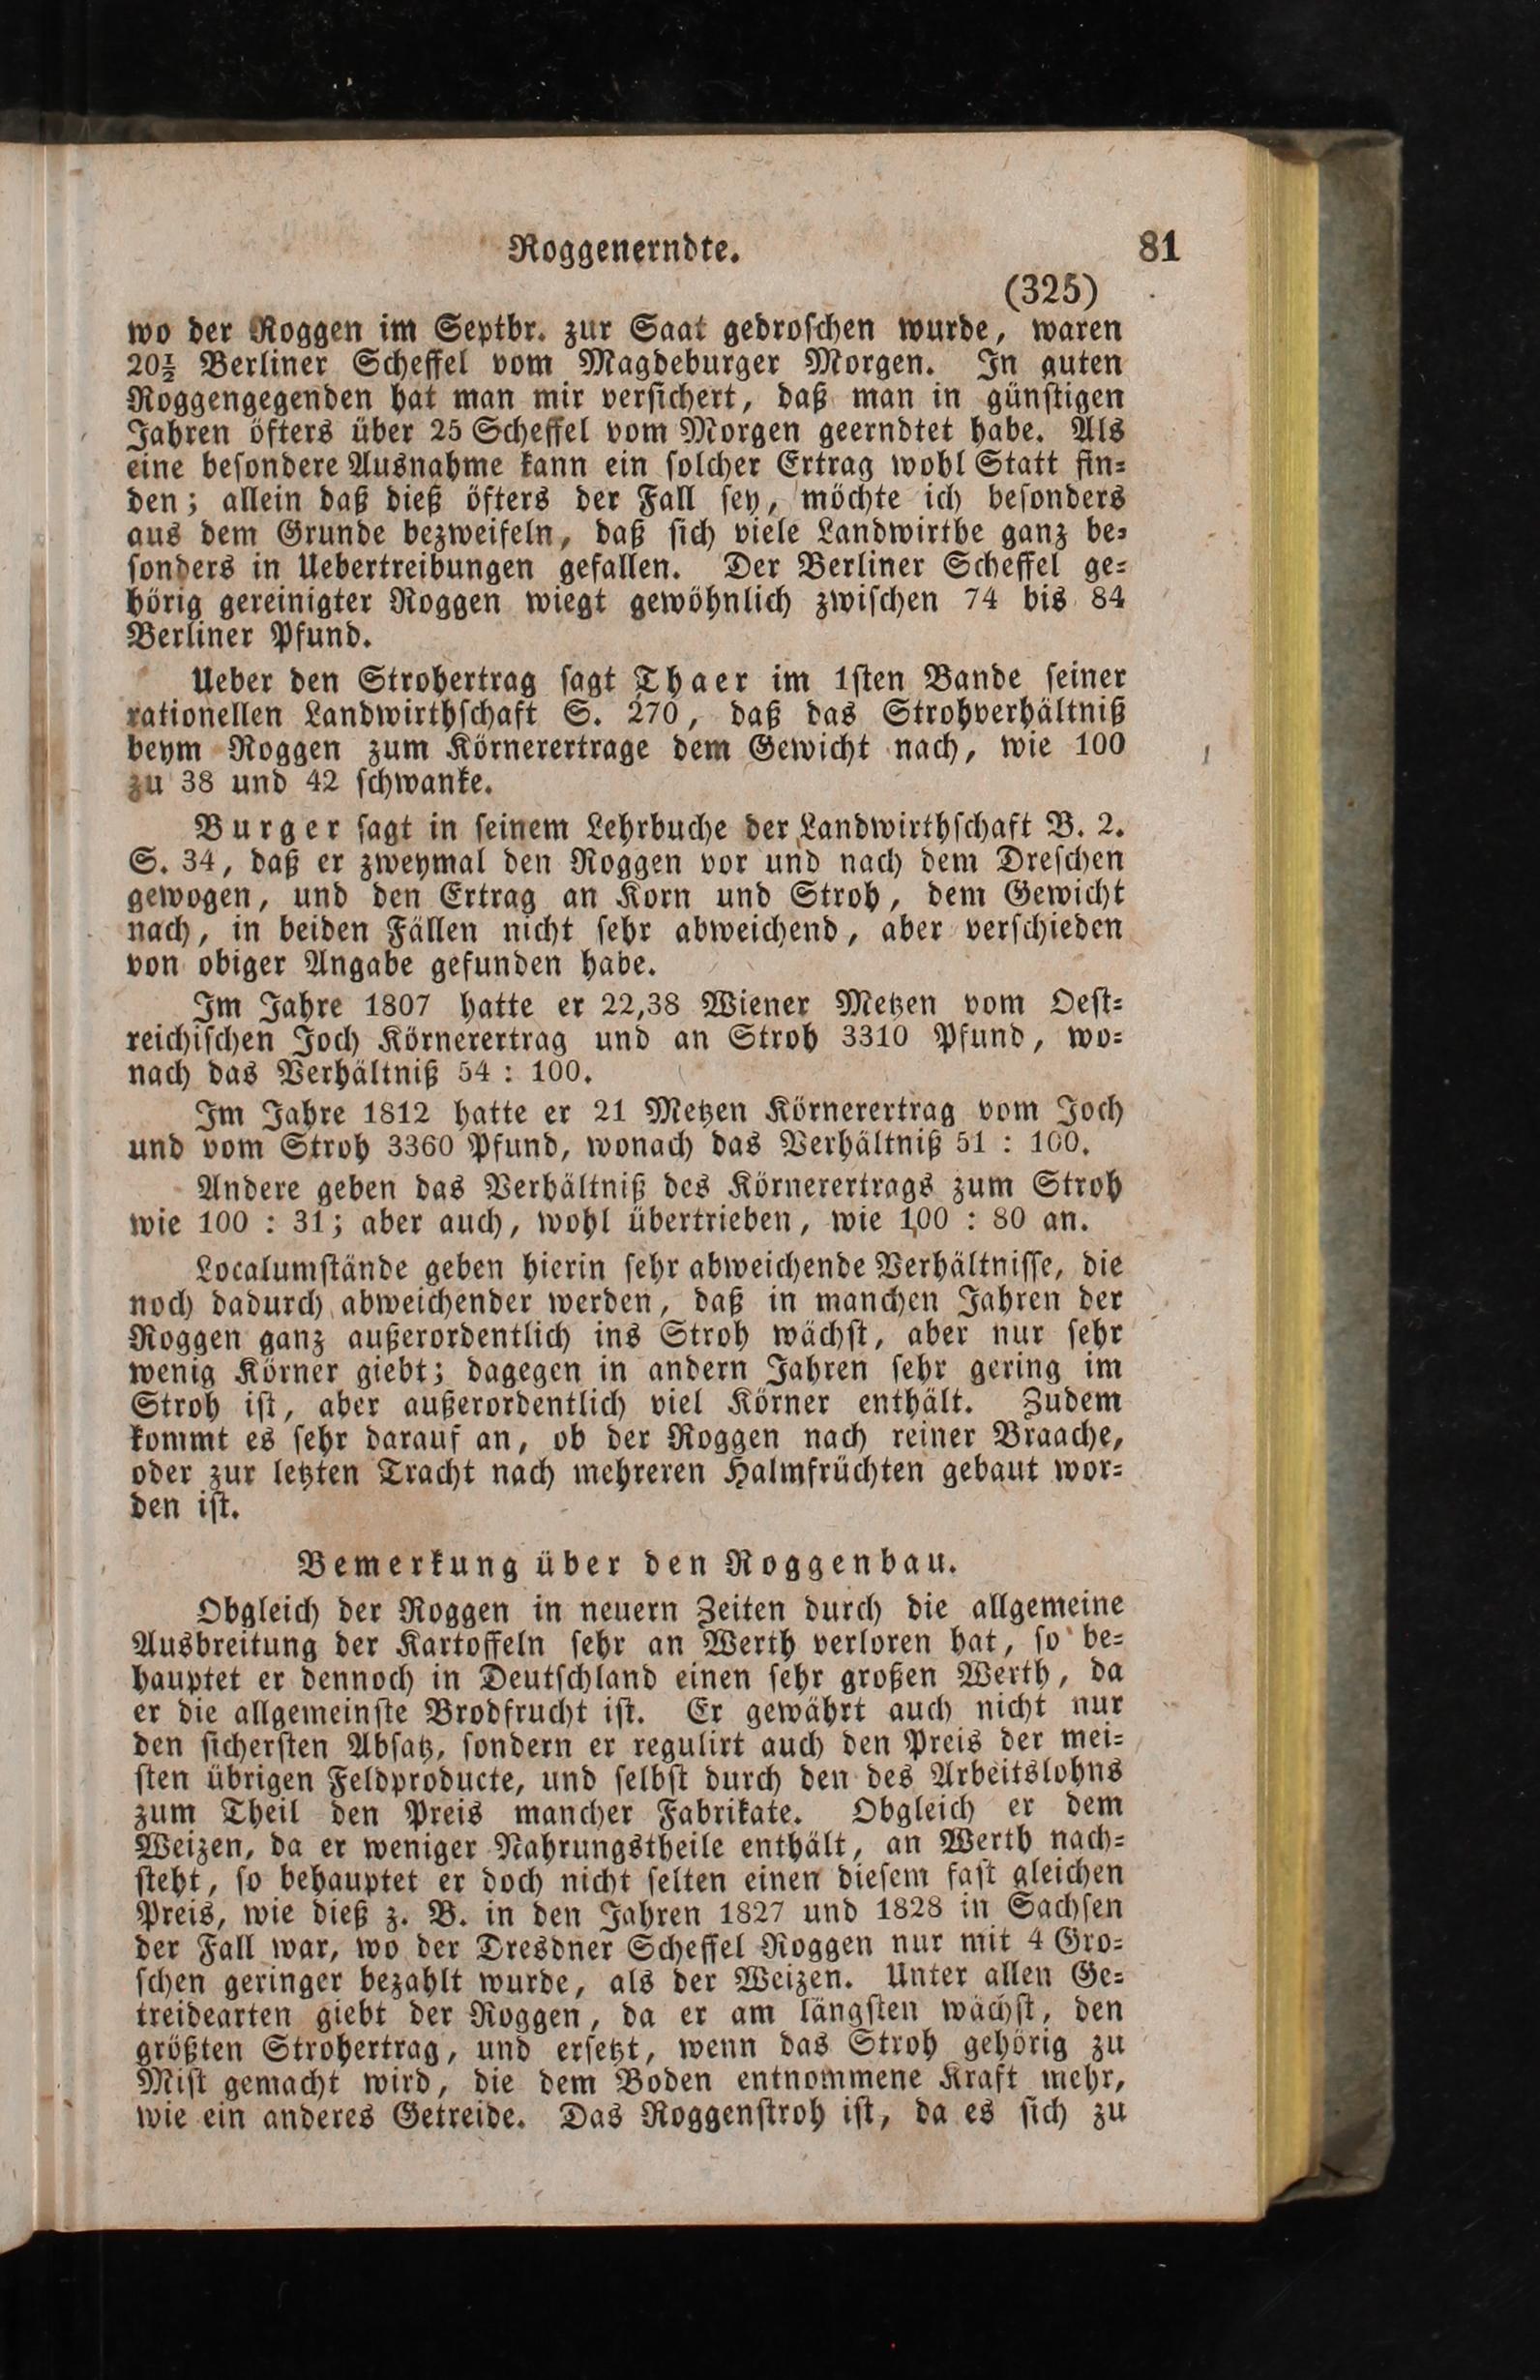 Roggenerndte. 81
(325)
wo der Roggen im Septbr. zur Saat gedroſchen wurde, waren
20½ Berliner Scheffel vom Magdeburger Morgen. In guten
Roggengegenden hat man mir verſichert, daß man in günſtigen
Jahren öfters über 25 Scheffel vom Morgen geerndtet habe. Als
eine beſondere Ausnahme kann ein ſolcher Ertrag wohl Statt fin⸗
den; allein daß dieß öfters der Fall ſey, möchte ich beſonders
aus dem Grunde bezweifeln, daß ſich viele Landwirthe ganz be⸗
ſonders in Uebertreibungen gefallen. Der Berliner Scheffel ge⸗
hörig gereinigter Roggen wiegt gewöhnlich zwiſchen 74 bis 84
Berliner Pfund.
Ueber den Strohertrag ſagt Thaer im 1ſten Bande ſeiner
rationellen Landwirthſchaft S. 270, daß das Strohverhältniß
beym Roggen zum Körnerertrage dem Gewicht nach, wie 100
zu 38 und 42 ſchwanke.
Burger ſagt in ſeinem Lehrbuche der Landwirthſchaft B. 2.
S. 34, daß er zweymal den Roggen vor und nach dem Dreſchen
gewogen, und den Ertrag an Korn und Stroh, dem Gewicht
nach, in beiden Fällen nicht ſehr abweichend, aber verſchieden
von obiger Angabe gefunden habe.
Im Jahre 1807 hatte er 22,38 Wiener Metzen vom Oeſt⸗
reichiſchen Joch Körnerertrag und an Stroh 3310 Pfund, wo⸗
nach das Verhältniß 54 : 100.
Im Jahre 1812 hatte er 21 Metzen Körnerertrag vom Joch
und vom Stroh 3360 Pfund, wonach das Verhältniß 51 : 100.
Andere geben das Verhältniß des Körnerertrags zum Stroh
wie 100 : 31; aber auch, wohl übertrieben, wie 100 : 80 an.
Localumſtände geben hierin ſehr abweichende Verhältniſſe, die
noch dadurch abweichender werden, daß in manchen Jahren der
Roggen ganz außerordentlich ins Stroh wächſt, aber nur ſehr
wenig Körner giebt; dagegen in andern Jahren ſehr gering im
Stroh iſt, aber außerordentlich viel Körner enthält. Zudem
kommt es ſehr darauf an, ob der Roggen nach reiner Braache,
oder zur letzten Tracht nach mehreren Halmfrüchten gebaut wor⸗
den iſt.
Bemerkung über den Roggenbau.
Obgleich der Roggen in neuern Zeiten durch die allgemeine
Ausbreitung der Kartoffeln ſehr an Werth verloren hat, ſo be⸗
hauptet er dennoch in Deutſchland einen ſehr großen Werth, da
er die allgemeinſte Brodfrucht iſt. Er gewährt auch nicht nur
den ſicherſten Abſatz, ſondern er regulirt auch den Preis der mei⸗
ſten übrigen Feldproducte, und ſelbſt durch den des Arbeitslohns
zum Theil den Preis mancher Fabrikate. Obgleich er dem
Weizen, da er weniger Nahrungstheile enthält, an Werth nach⸗
ſteht, ſo behauptet er doch nicht ſelten einen dieſem faſt gleichen
Preis, wie dieß z. B. in den Jahren 1827 und 1828 in Sachſen
der Fall war, wo der Dresdner Scheffel Roggen nur mit 4 Gro⸗
ſchen geringer bezahlt wurde, als der Weizen. Unter allen Ge⸗
treidearten giebt der Roggen, da er am längſten wächſt, den
größten Strohertrag, und erſetzt, wenn das Stroh gehörig zu
Miſt gemacht wird, die dem Boden entnommene Kraft mehr,
wie ein anderes Getreide. Das Roggenſtroh iſt, da es ſich zu